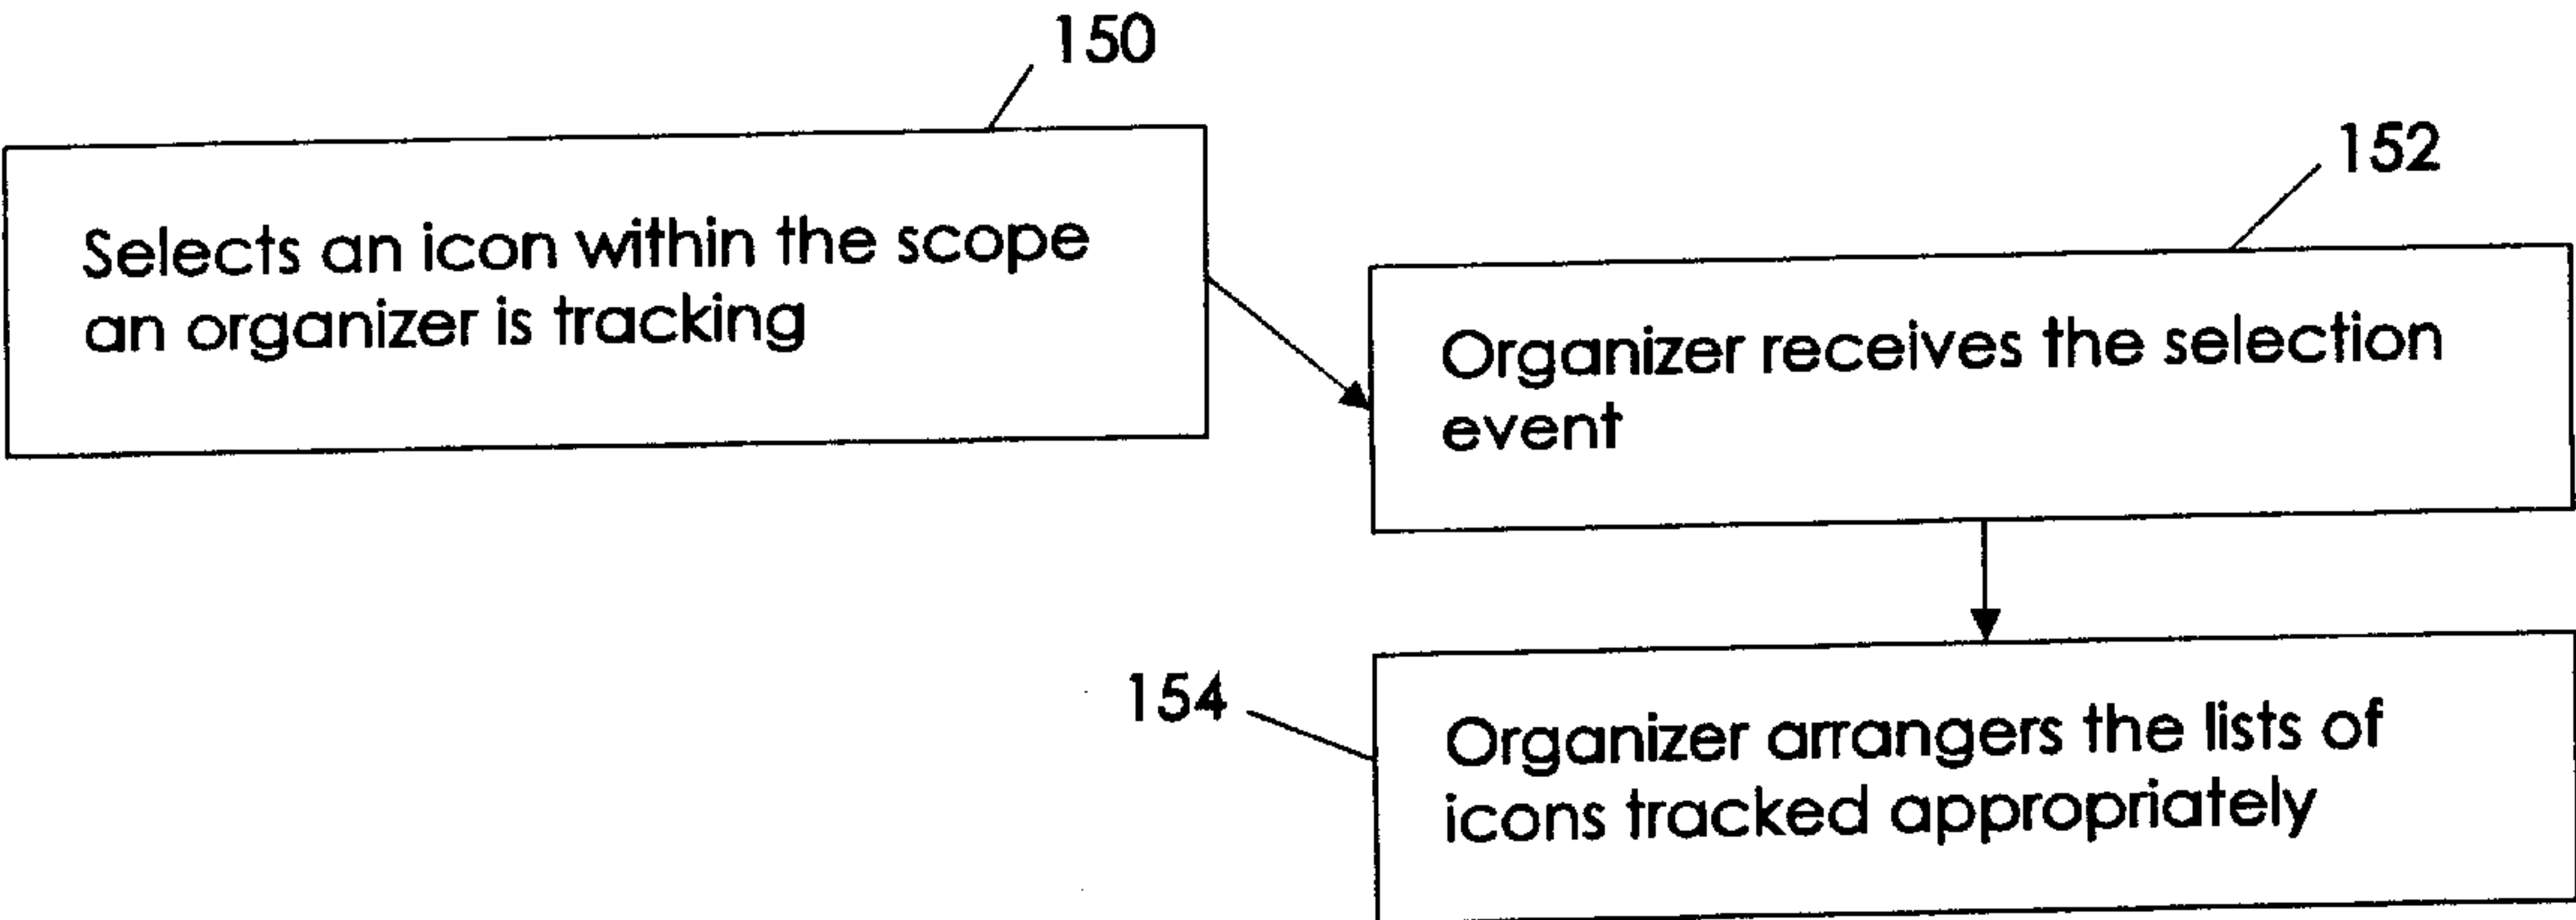 150
Selects an icon within the scope
an organizer is tracking
152
Organizer receives the selection
event
154
Organizer arrangers the lists of
icons tracked appropriately